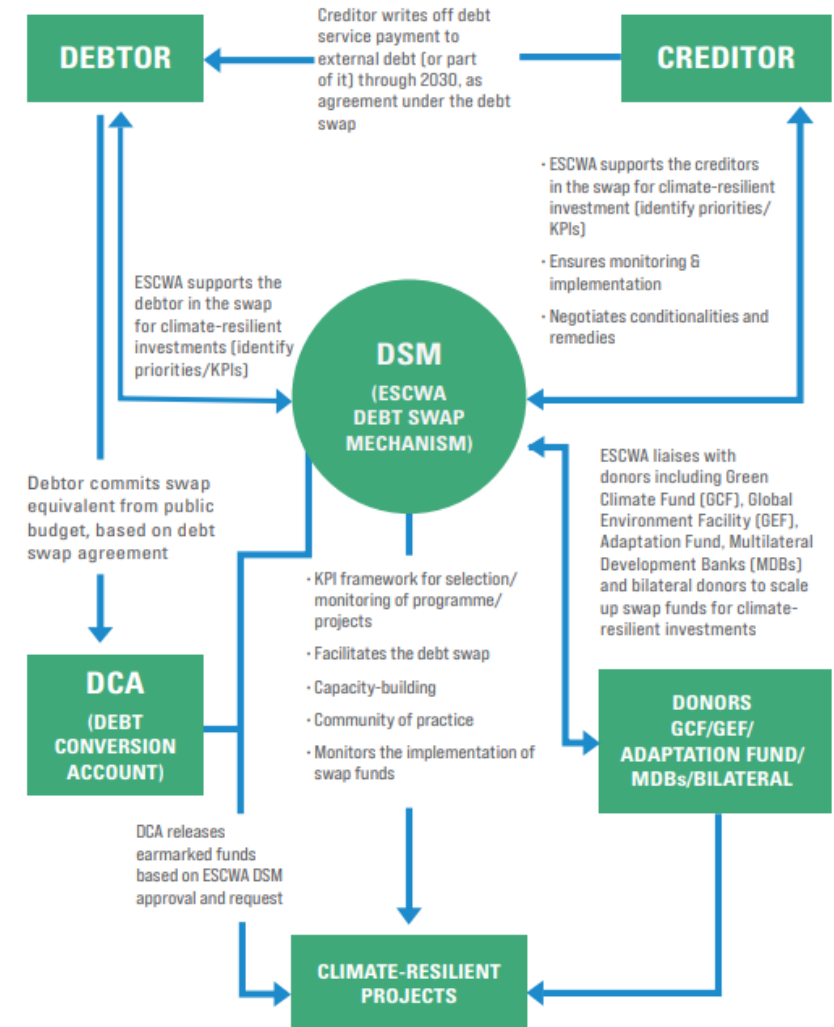 DEBTOR
Creditor writes off debt
service payment to
external debt (or part
of it) through 2030, as
agreement under the debt
swap
CREDITOR
· ESCWA supports the creditors
in the swap for climate-resilient
investment (identify priorities/
KPIs)
· Ensures monitoring &
implementation
· Negotiates conditionalities and
remedies
ESCWA supports the
debtor in the swap
for climate-resilient
investments (identify
priorities/KPIs)
DSM
(ESCWA
DEBT SWAP
MECHANISM)
Debtor commits swap
equivalent from public
budget, based on debt
swap agreement
ESCWA liaises with
donors including Green
Climate Fund (GCF), Global
Environment Facility (GEF),
Adaptation Fund, Multilateral
Development Banks (MDBs)
and bilateral donors to scale
up swap funds for climate-
resilient investments
· KPI framework for selection/
monitoring of programme/
projects
· Facilitates the debt swap
· Capacity-building
· Community of practice
· Monitors the implementation of
swap funds
DCA
(DEBT
CONVERSION
ACCOUNT)
DONORS
GCF/GEF/
ADAPTATION FUND/
MDBs/BILATERAL
DCA releases
earmarked funds
based on ESCWA DSM
approval and request
CLIMATE-RESILIENT
PROJECTS